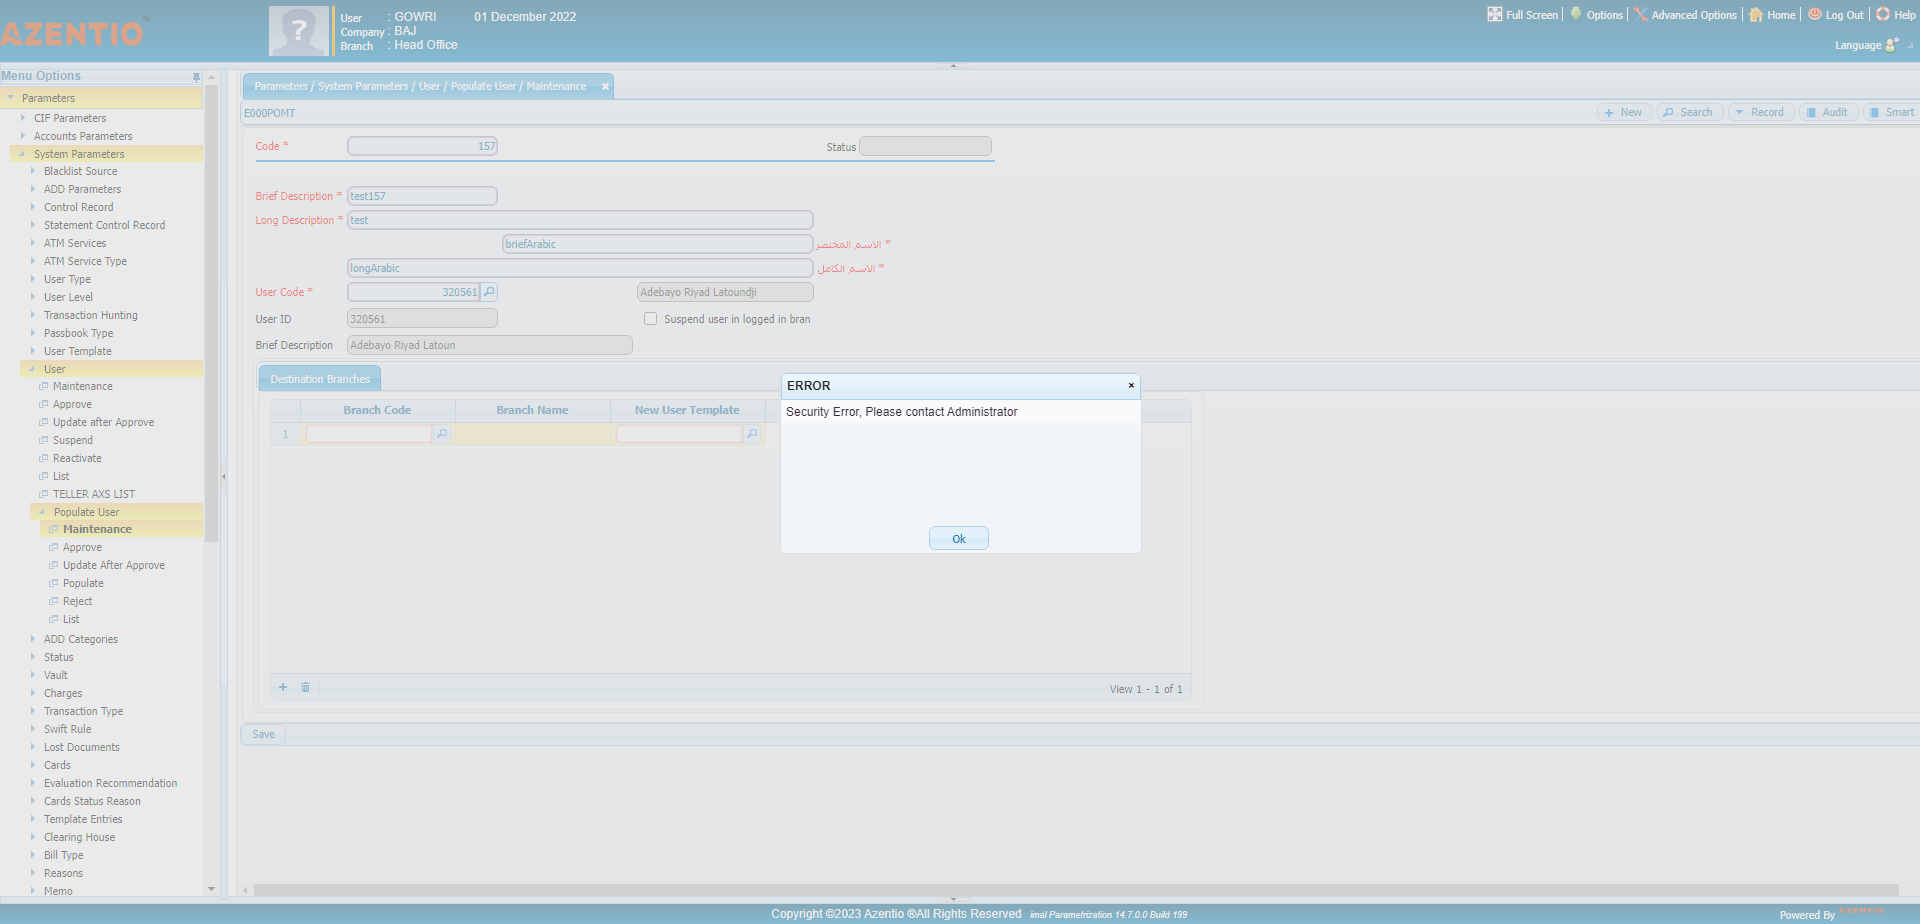 AZENTIO TM
?
User : GOWRI 01 December 2022
Company : BAJ
Branch : Head Office
Full Screen Options Advanced Options Home Log Out Help
Language
Menu Options
Parameters
CIF Parameters
Accounts Parameters
System Parameters
Blacklist Source
ADD Parameters
Control Record
Statement Control Record
ATM Services
ATM Service Type
User Type
User Level
Transaction Hunting
Passbook Type
User Template
User
Maintenance
Approve
Update after Approve
Suspend
Reactivate
List
TELLER AXS LIST
Populate User
Maintenance
Approve
Update After Approve
Populate
Reject
List
ADD Categories
Status
Vault
Charges
Transaction Type
Swift Rule
Lost Documents
Cards
Evaluation Recommendation
Cards Status Reason
Template Entries
Clearing House
Bill Type
Reasons
Memo
Parameters / System Parameters / User / Populate User / Maintenance
E000POMT
New Search Record Audit Smart
Code * 157 Status
Brief Description * test157
Long Description * test
briefArabic الاسم المختصر *
longArabic الاسم الكامل *
User Code * 320561 Adebayo Riyad Latoundji
User ID 320561 Suspend user in logged in bran
Brief Description Adebayo Riyad Latoun
Destination Branches
Branch Code Branch Name New User Template
1
ERROR
Security Error, Please contact Administrator
Ok
View 1 - 1 of 1
Save
Copyright ©2023 Azentio ®All Rights Reserved imal Parametrization 14.7.0.0 Build 199
Powered By AZENTIO